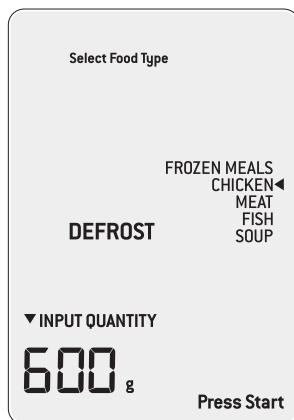 Select Food Type
FROZEN MEALS
CHICKEN◀
MEAT
FISH
DEFROST
SOUP
▼ INPUT QUANTITY
600 g
Press Start